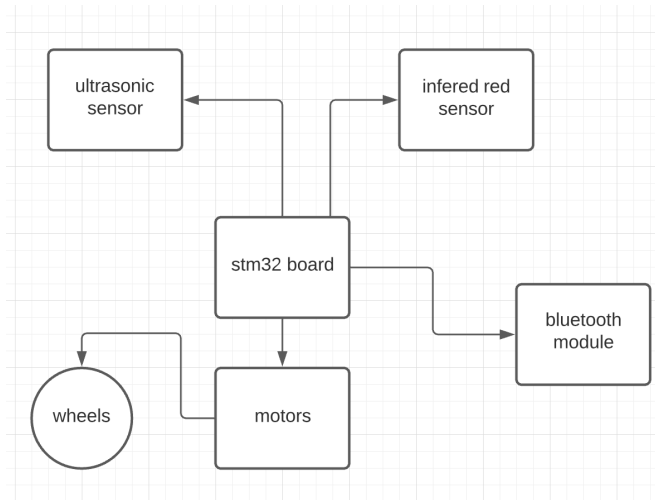 ultrasonic
sensor
infered red
sensor
stm32 board
bluetooth
module
wheels
motors